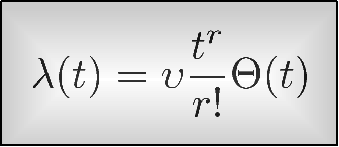 λ(t) = υ t^r / r! Θ(t)